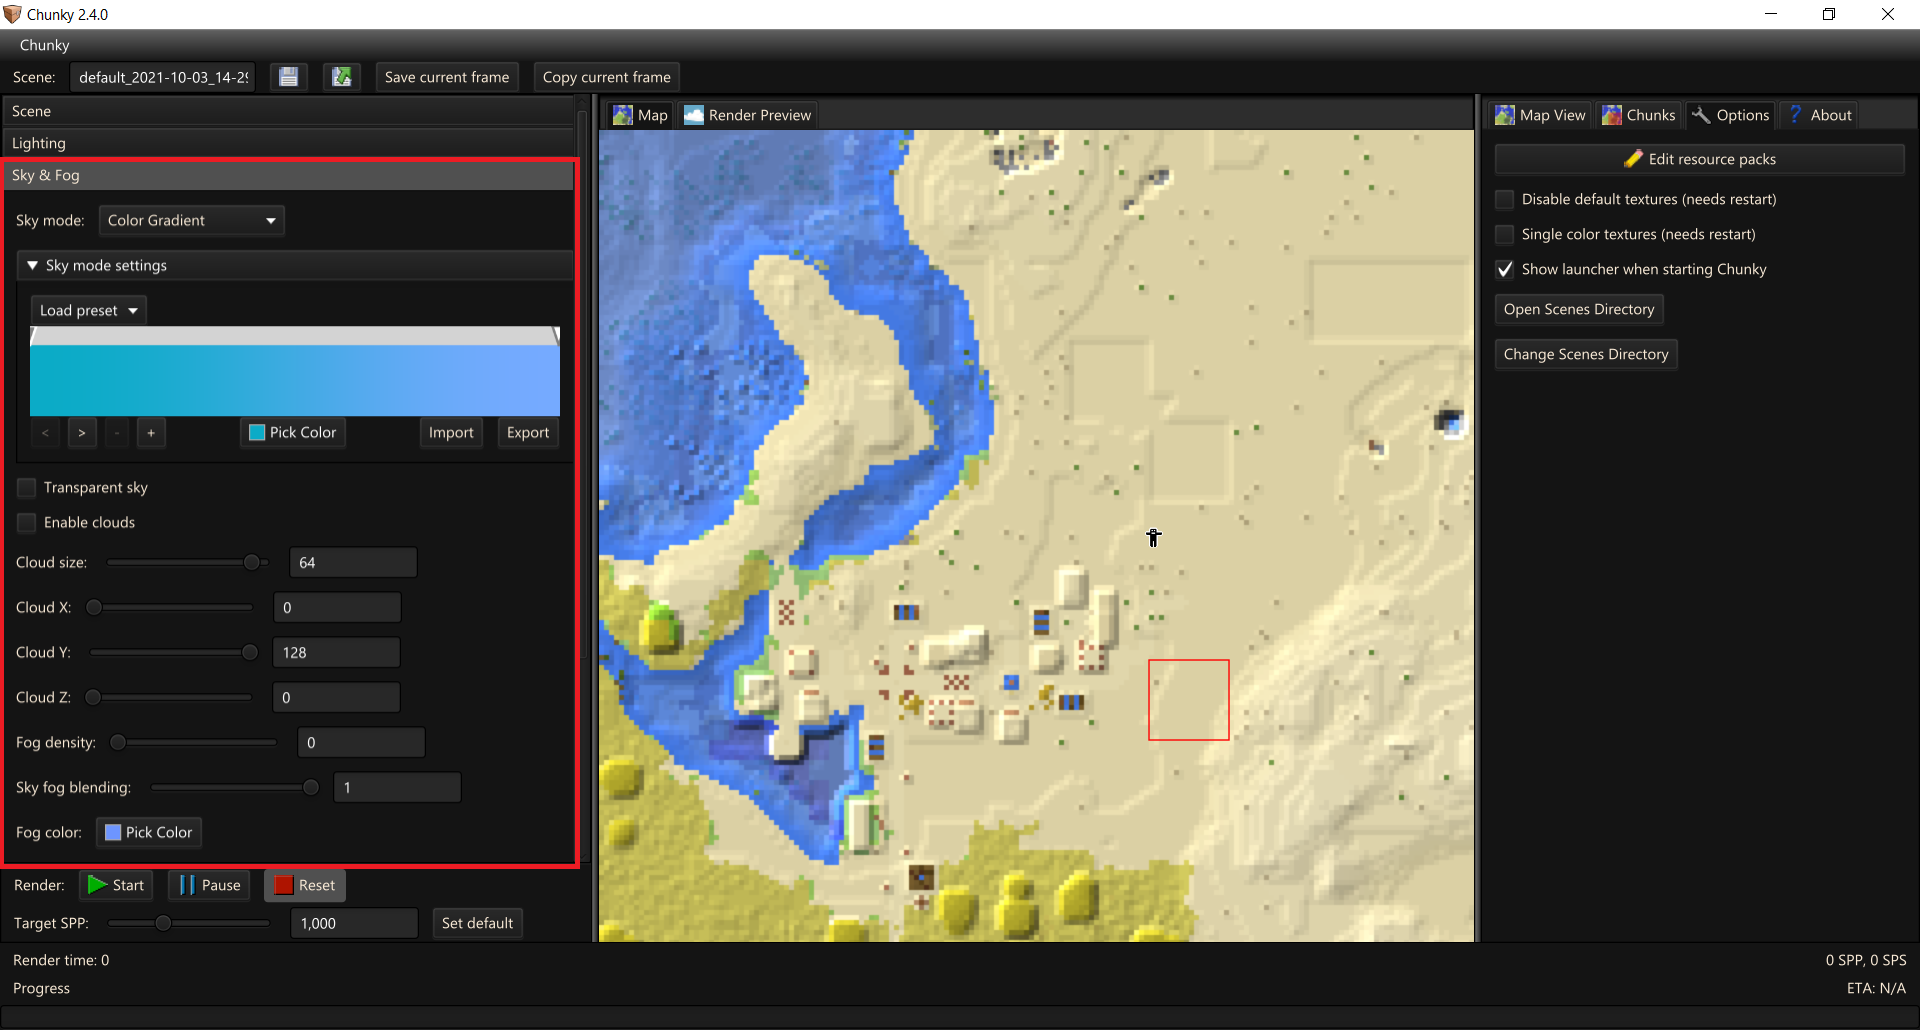 Chunky 2.4.0
Chunky
Scene: default_2021-10-03_14-29 Save current frame Copy current frame
Scene
Lighting
Sky & Fog
Sky mode: Color Gradient
Sky mode settings
Load preset
< > - + Pick Color Import Export
Transparent sky
Enable clouds
Cloud size: 64
Cloud X: 0
Cloud Y: 128
Cloud Z: 0
Fog density: 0
Sky fog blending: 1
Fog color: Pick Color
Render: Start Pause Reset
Target SPP: 1,000 Set default
Map Render Preview
Map View Chunks Options ? About
Edit resource packs
Disable default textures (needs restart)
Single color textures (needs restart)
Show launcher when starting Chunky
Open Scenes Directory
Change Scenes Directory
Render time: 0 0 SPP, 0 SPS
Progress ETA: N/A